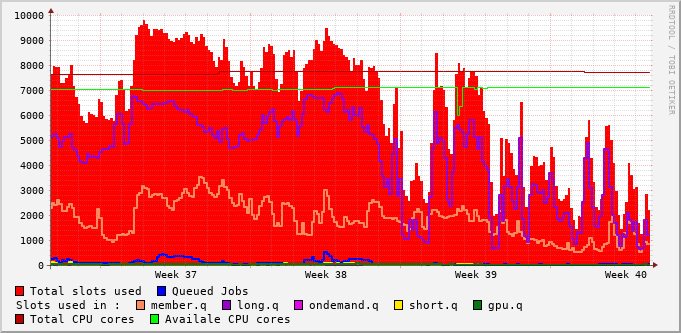 10000
9000
8000
7000
6000
5000
4000
3000
2000
1000
0
Week 37 Week 38 Week 39 Week 40
RRDTOOL / TOBI OETIKER
Total slots used Queued Jobs
Slots used in : member.q long.q ondemand.q short.q gpu.q
Total CPU cores Availale CPU cores